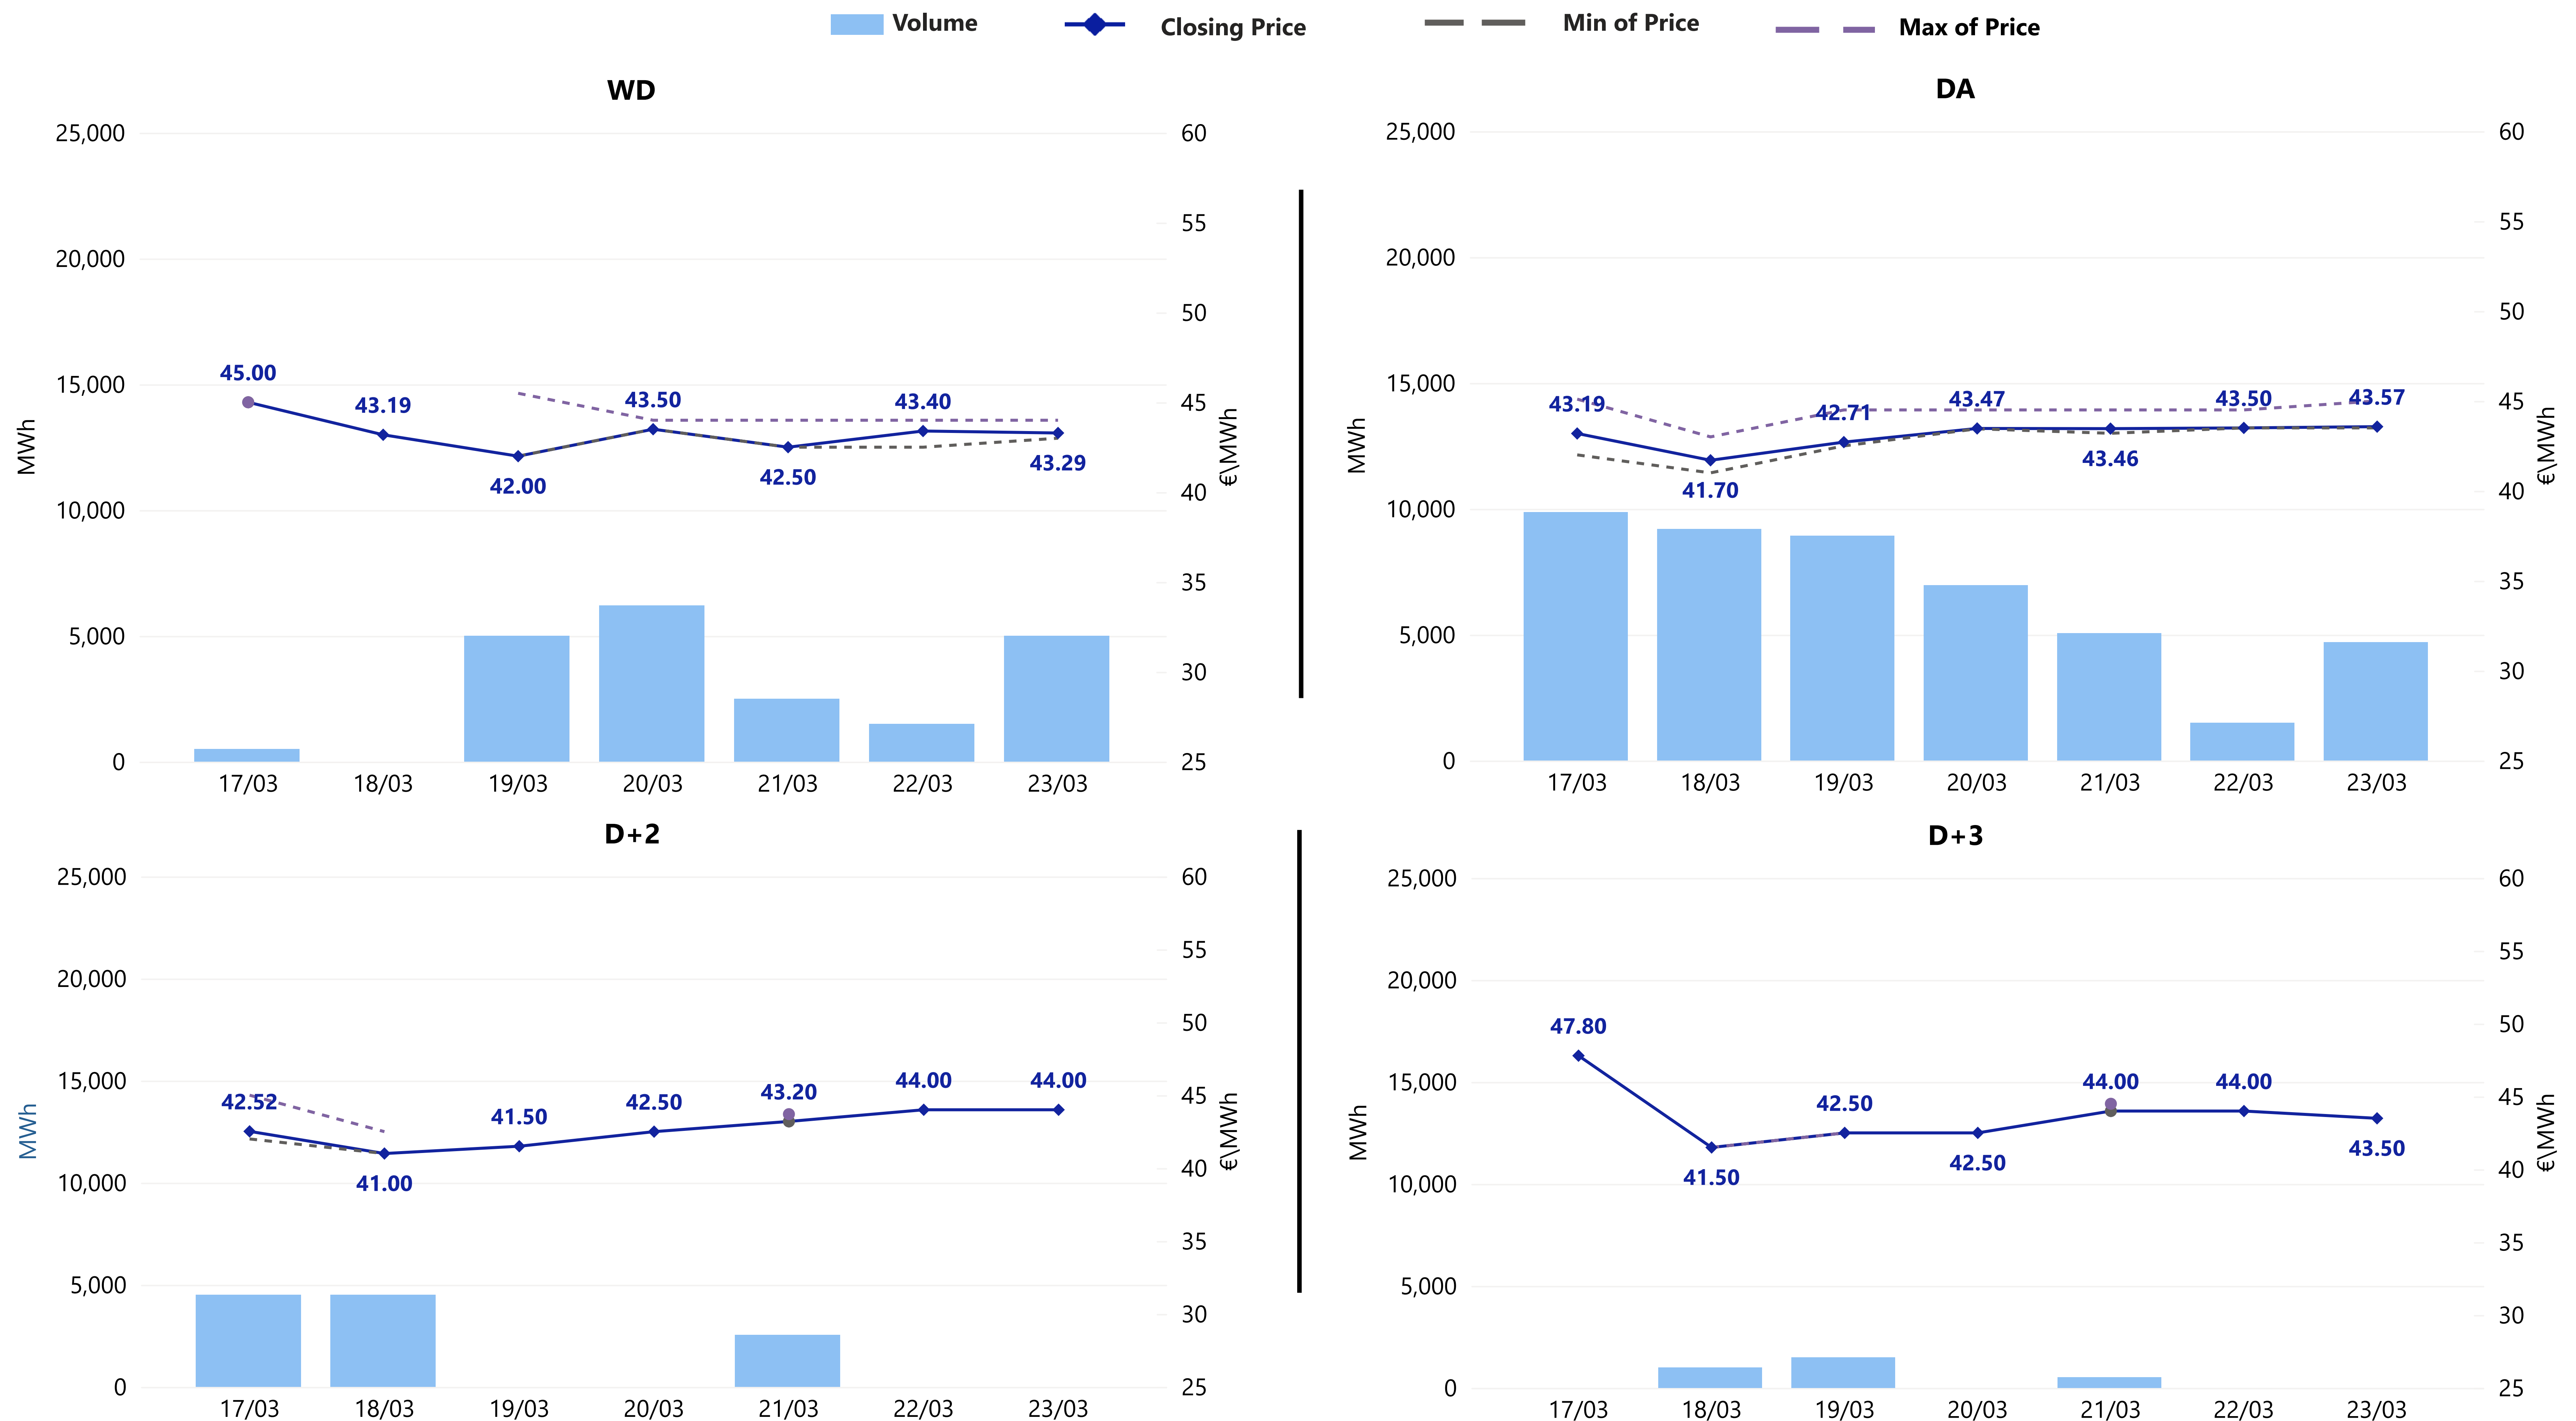 Volume Closing Price Min of Price Max of Price
WD
25,000
20,000
15,000
10,000
5,000
0
MWh
60
55
50
45
40
35
30
25
€\MWh
45.00 43.19 42.00 43.50 42.50 43.40 43.29
17/03 18/03 19/03 20/03 21/03 22/03 23/03
DA
25,000
20,000
15,000
10,000
5,000
0
MWh
60
55
50
45
40
35
30
25
€\MWh
43.19 41.70 42.71 43.47 43.46 43.50 43.57
17/03 18/03 19/03 20/03 21/03 22/03 23/03
D+2
25,000
20,000
15,000
10,000
5,000
0
MWh
60
55
50
45
40
35
30
25
€\MWh
42.52 41.00 41.50 42.50 43.20 44.00 44.00
17/03 18/03 19/03 20/03 21/03 22/03 23/03
D+3
25,000
20,000
15,000
10,000
5,000
0
MWh
60
55
50
45
40
35
30
25
€\MWh
47.80 41.50 42.50 42.50 44.00 44.00 43.50
17/03 18/03 19/03 20/03 21/03 22/03 23/03